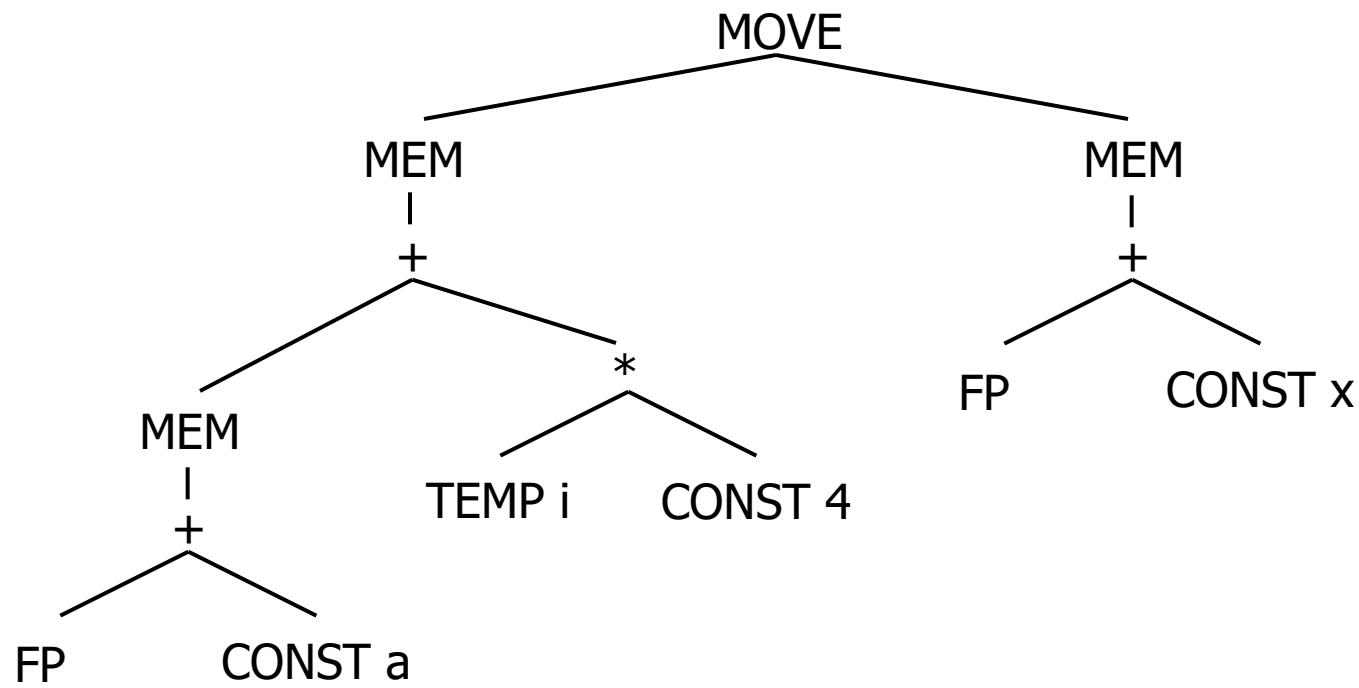 MOVE
MEM MEM
+ +
*
FP CONST x
MEM
TEMP i CONST 4
+
FP CONST a